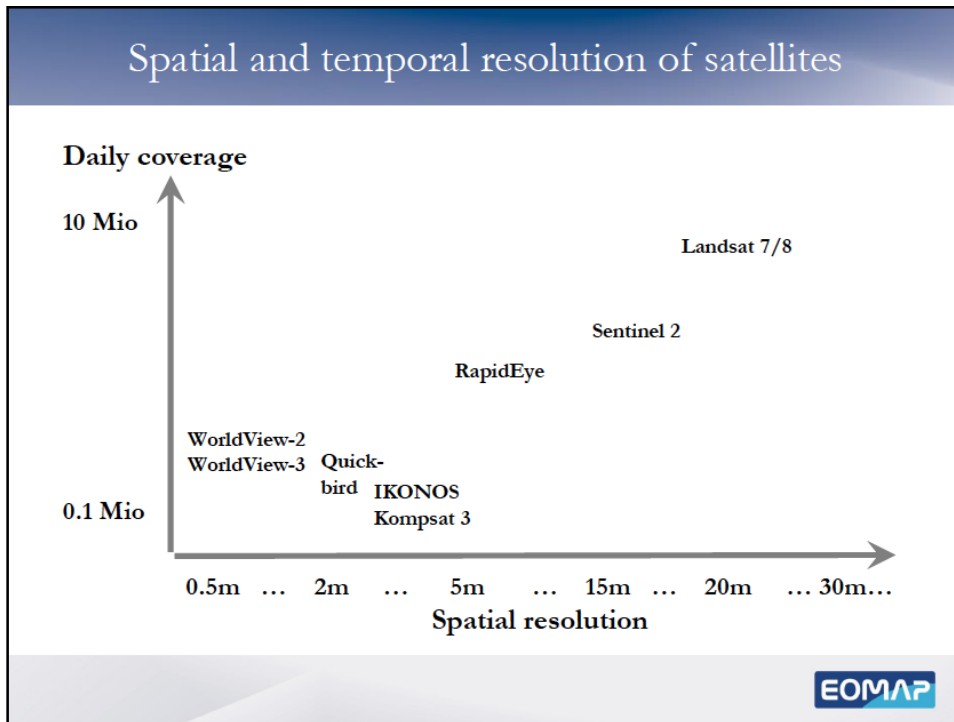 Spatial and temporal resolution of satellites
Daily coverage
10 Mio
Landsat 7/8
Sentinel 2
RapidEye
WorldView-2
WorldView-3
Quick-
bird
IKONOS
Kompsat 3
0.1 Mio
0.5m ... 2m ... 5m ... 15m ... 20m ... 30m...
Spatial resolution
EOMAP